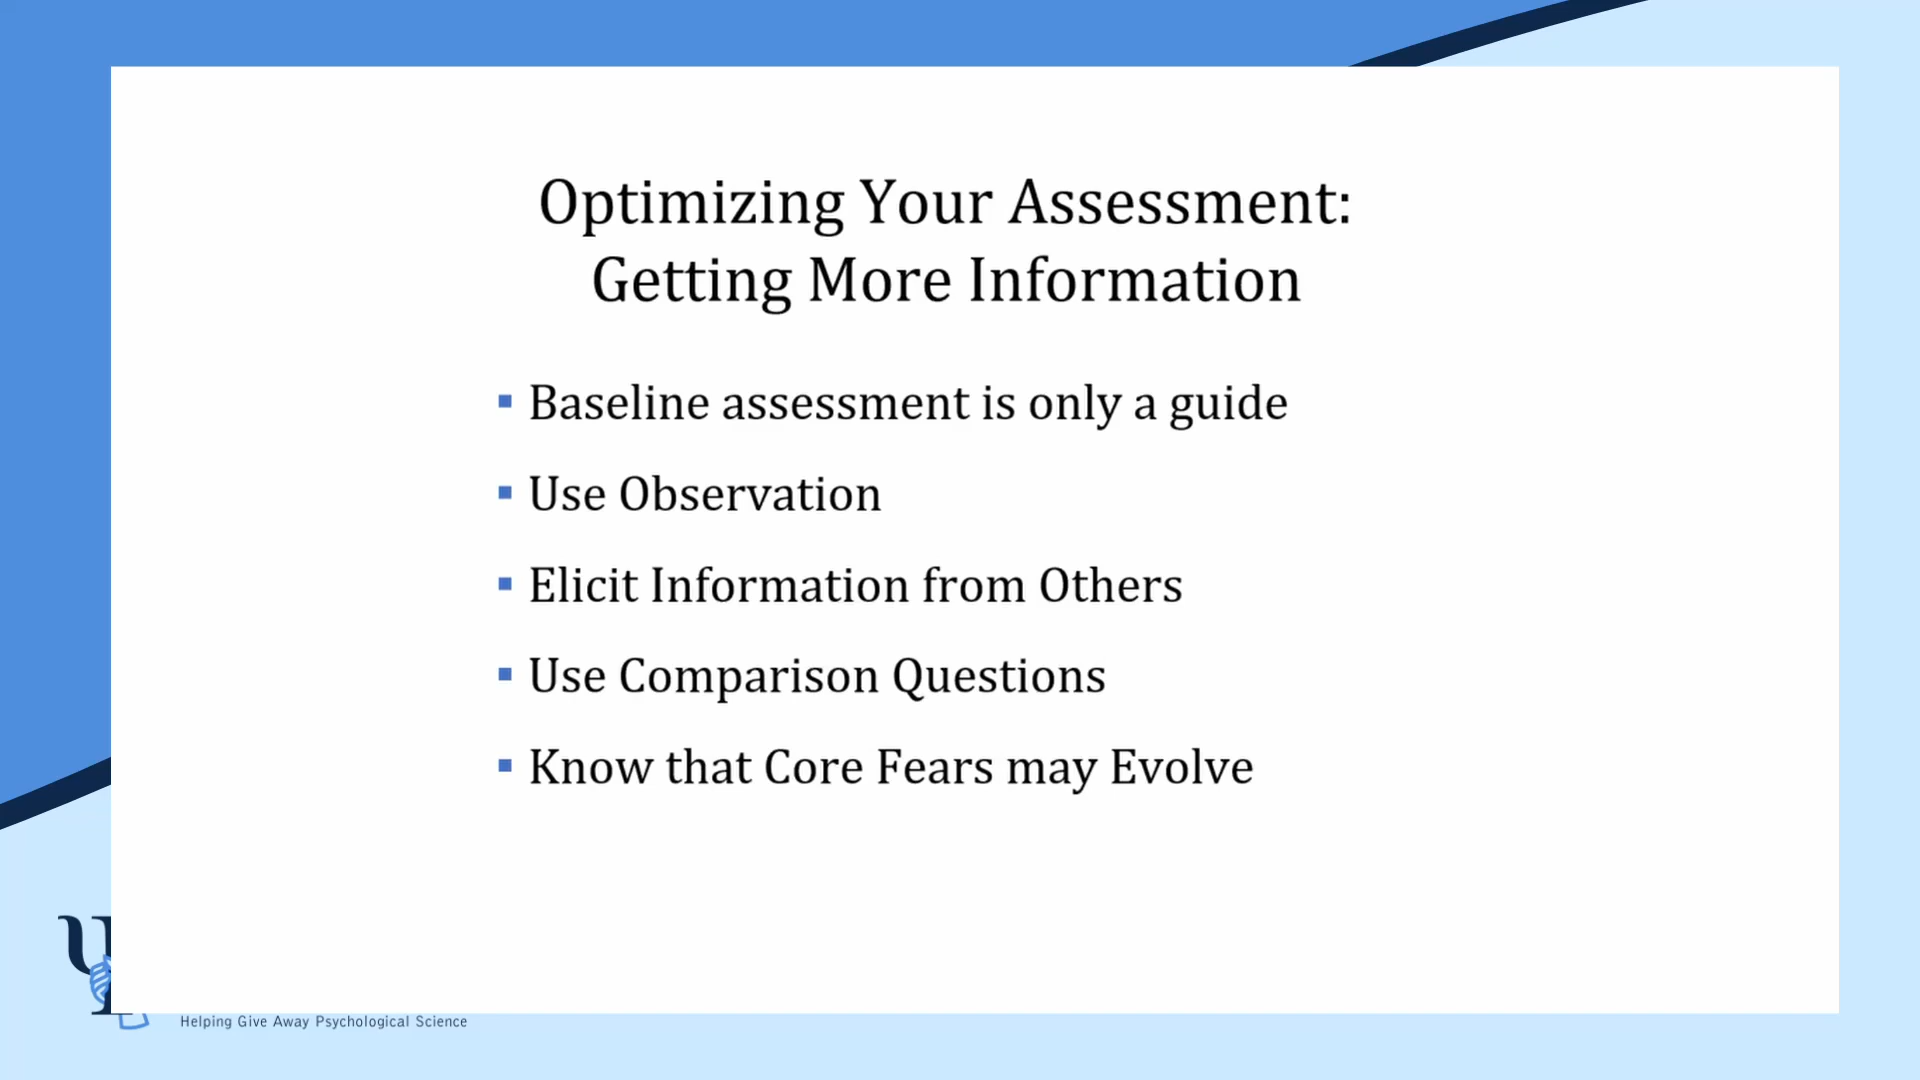 Optimizing Your Assessment:
Getting More Information
▪ Baseline assessment is only a guide
▪ Use Observation
▪ Elicit Information from Others
▪ Use Comparison Questions
▪ Know that Core Fears may Evolve
Helping Give Away Psychological Science